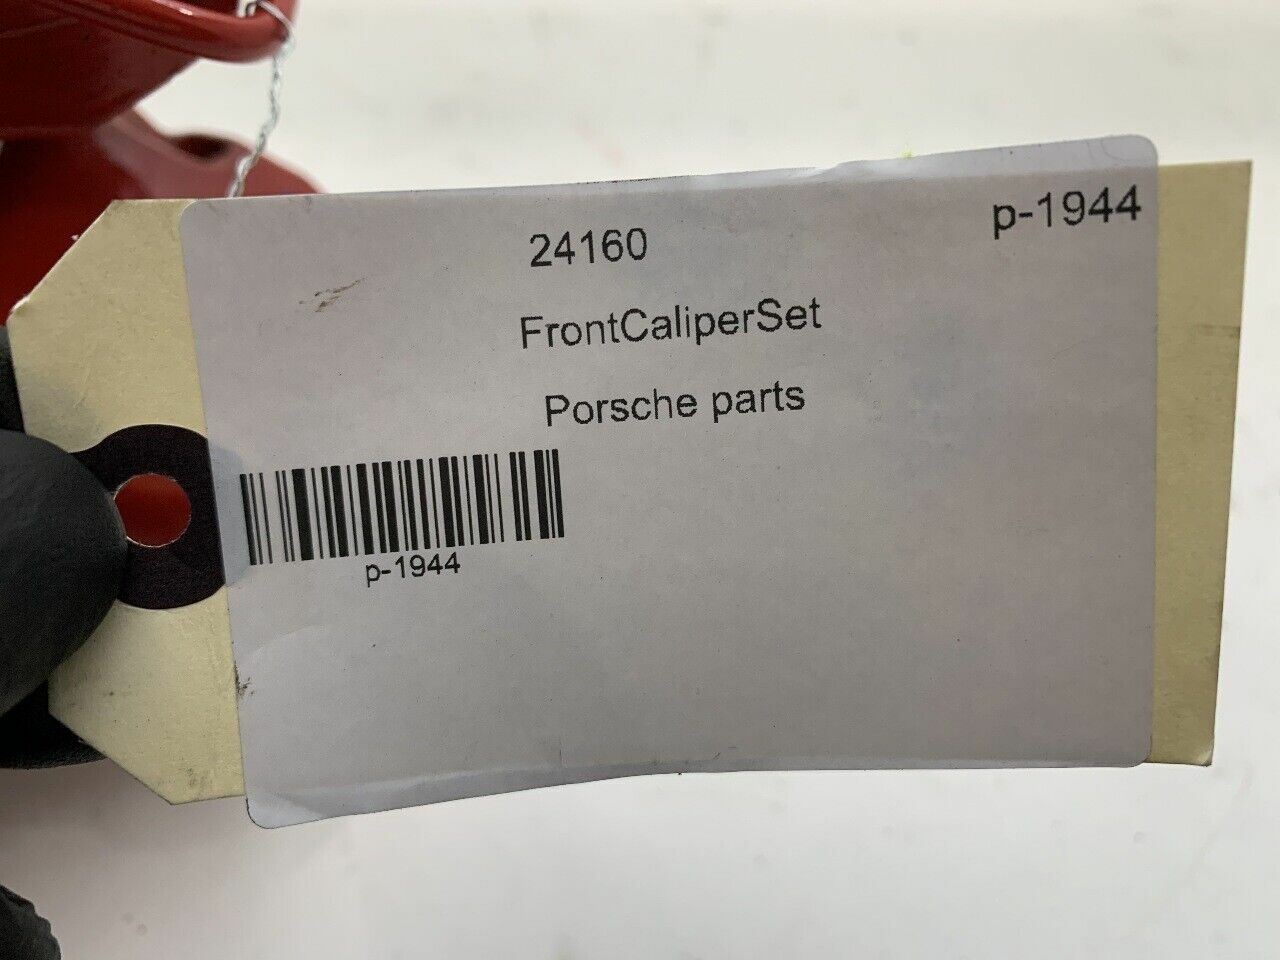 24160
p-1944
FrontCaliperSet
Porsche parts
p-1944